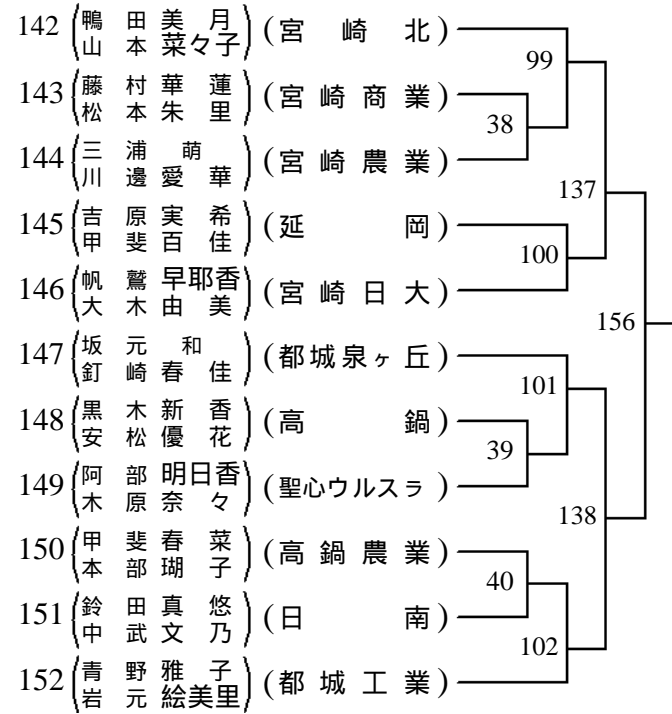 142 (鴨田美月 (宮崎北)
山本菜々子
99
143 (藤村華蓮 (宮崎商業)
松本朱里
38
144 (三浦萌 (宮崎農業)
川邊愛華
137
145 (吉原実希 (延岡)
甲斐百佳
100
146 (帆鷲早耶香 (宮崎日大)
大木由美
156
147 (坂元和 (都城泉ヶ丘)
釘崎春佳
101
148 (黒木新香 (高鍋)
安松優花
39
149 (阿部明日香 (聖心ウルスラ)
木原奈々
138
150 (甲斐春菜 (高鍋農業)
本部瑚子
40
151 (鈴田真悠 (日南)
中武文乃
102
152 (青野雅子 (都城工業)
岩元絵美里